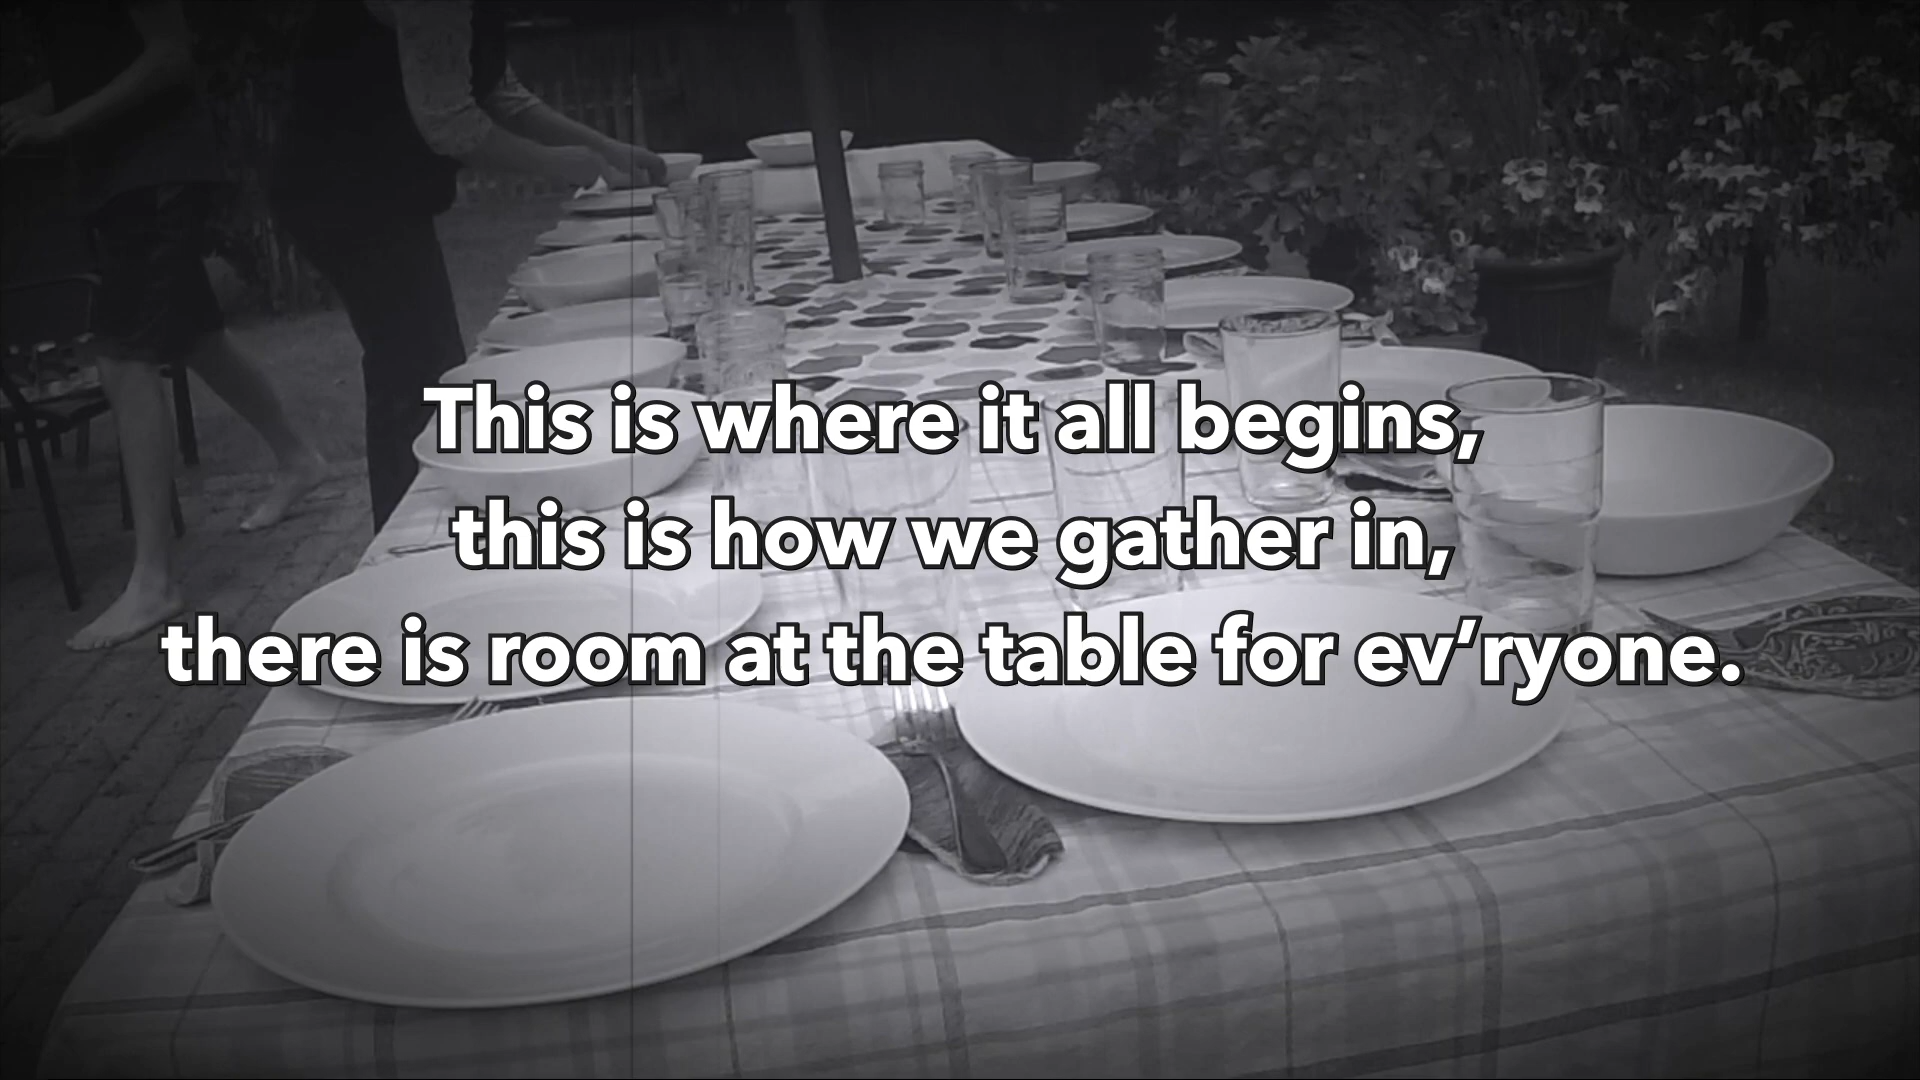 This is where it all begins,
this is how we gather in,
there is room at the table for ev’ryone.